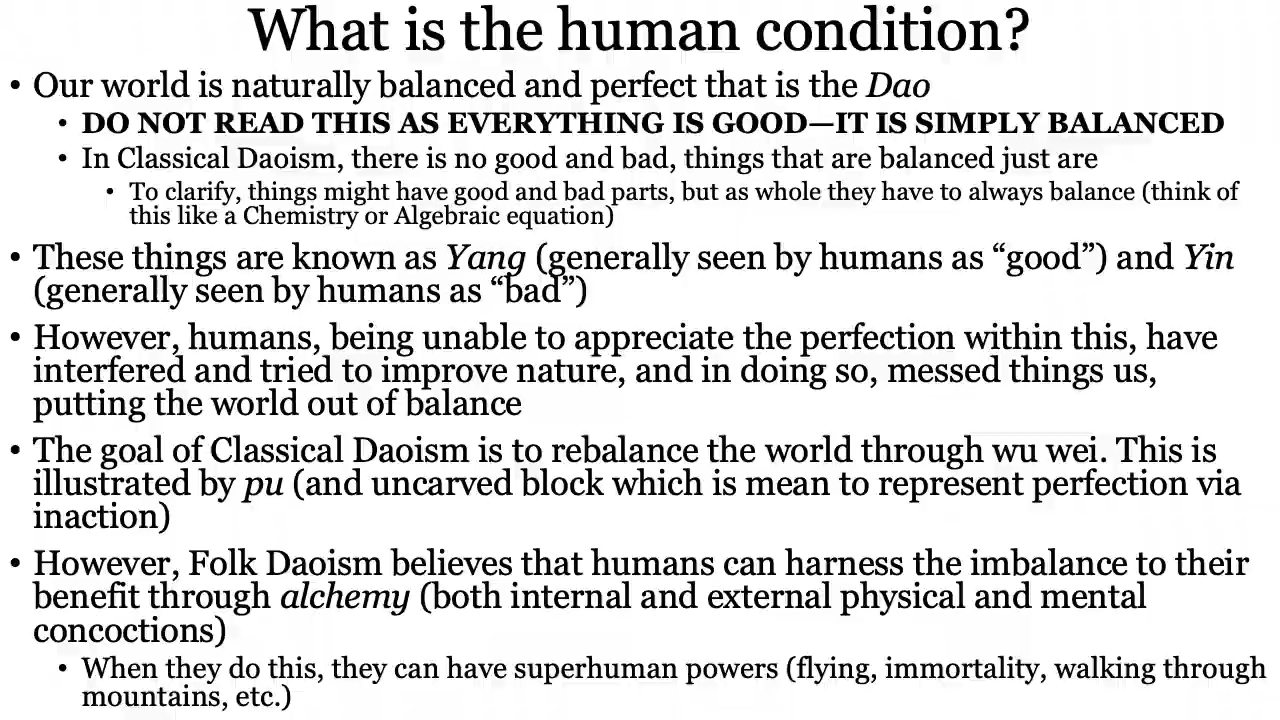 What is the human condition?
• Our world is naturally balanced and perfect that is the Dao
• DO NOT READ THIS AS EVERYTHING IS GOOD—IT IS SIMPLY BALANCED
• In Classical Daoism, there is no good and bad, things that are balanced just are
• To clarify, things might have good and bad parts, but as whole they have to always balance (think of
this like a Chemistry or Algebraic equation)
• These things are known as Yang (generally seen by humans as “good”) and Yin
(generally seen by humans as “bad”)
• However, humans, being unable to appreciate the perfection within this, have
interfered and tried to improve nature, and in doing so, messed things us,
putting the world out of balance
• The goal of Classical Daoism is to rebalance the world through wu wei. This is
illustrated by pu (and uncarved block which is mean to represent perfection via
inaction)
• However, Folk Daoism believes that humans can harness the imbalance to their
benefit through alchemy (both internal and external physical and mental
concoctions)
• When they do this, they can have superhuman powers (flying, immortality, walking through
mountains, etc.)